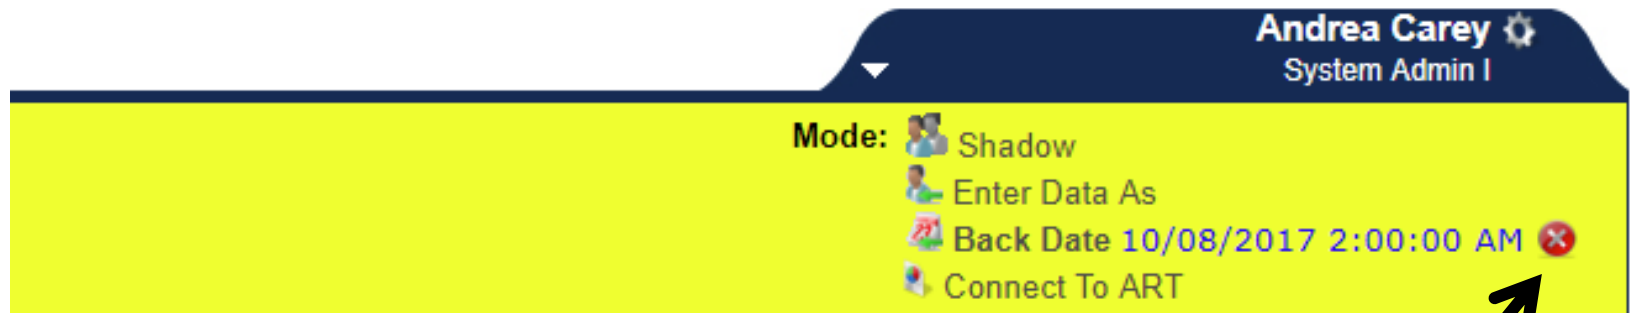 Andrea Carey
System Admin I
Mode: Shadow
Enter Data As
Back Date 10/08/2017 2:00:00 AM
Connect To ART